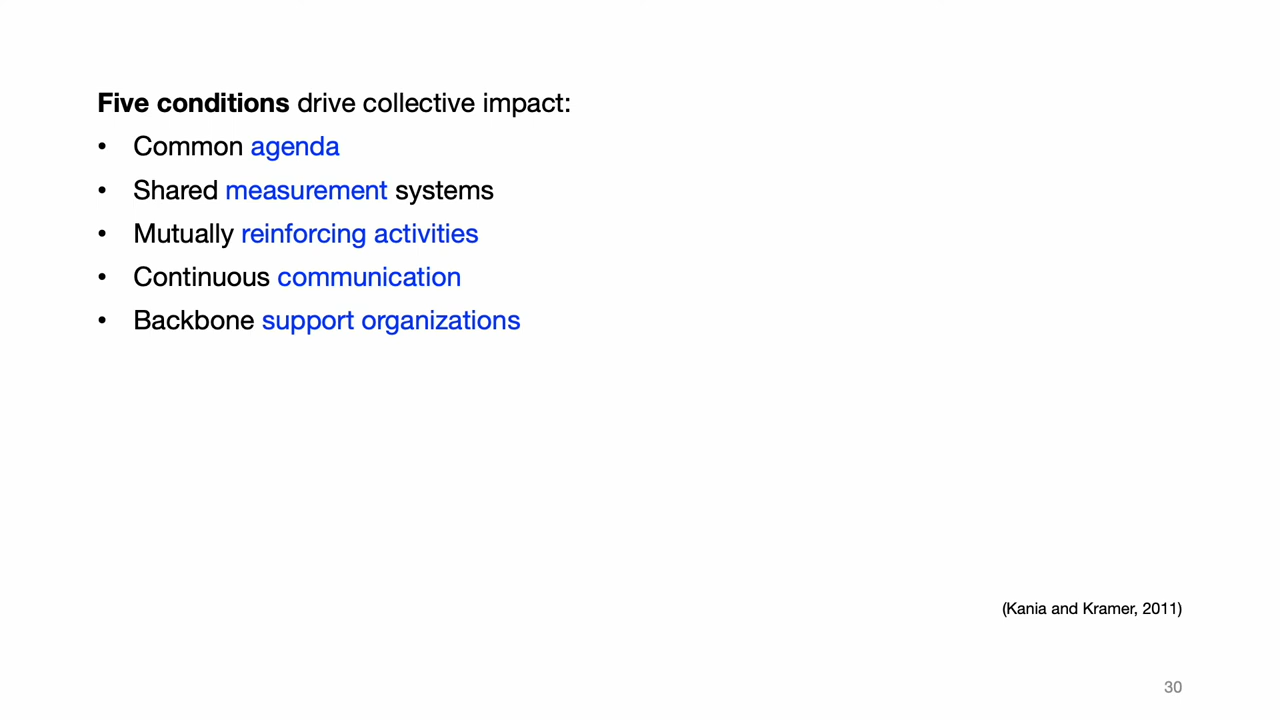 Five conditions drive collective impact:
• Common agenda
• Shared measurement systems
• Mutually reinforcing activities
• Continuous communication
• Backbone support organizations
(Kania and Kramer, 2011)
30